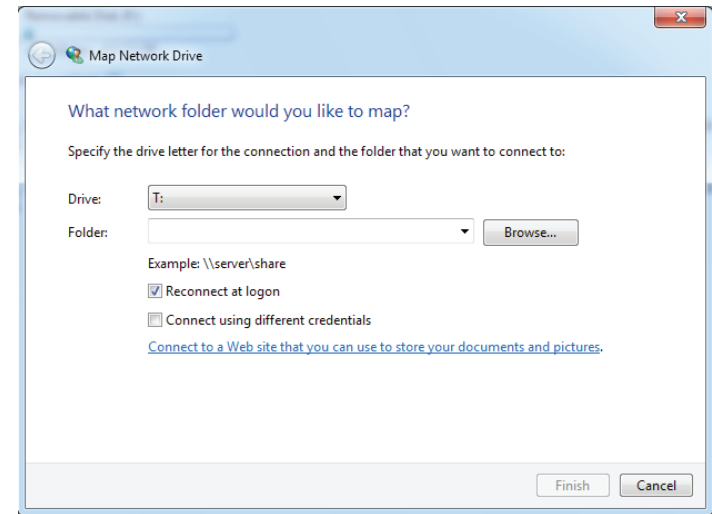 Map Network Drive
What network folder would you like to map?
Specify the drive letter for the connection and the folder that you want to connect to:
Drive: T:
Folder: Browse...
Example: \\server\share
Reconnect at logon
Connect using different credentials
Connect to a Web site that you can use to store your documents and pictures.
Finish Cancel